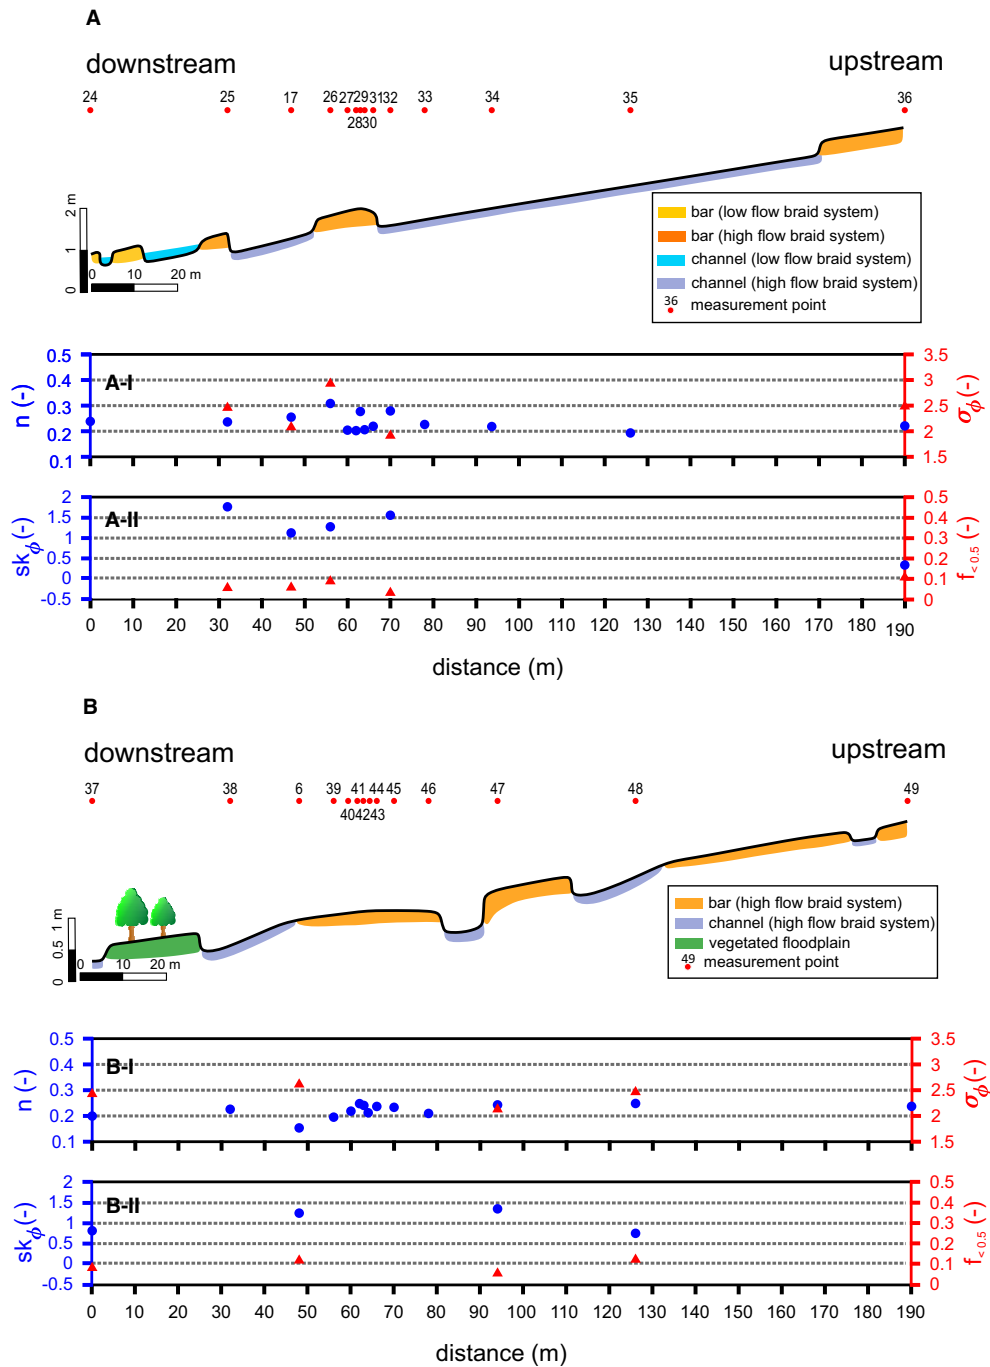 A
downstream
upstream
24 25 17 26 27 29 31 32 33 34 35 36
28 30
2 m
1
0
0 10 20 m
bar (low flow braid system)
bar (high flow braid system)
channel (low flow braid system)
channel (high flow braid system)
36 measurement point
A-I
n (-)
0.5
0.4
0.3
0.2
0.1
3.5
3
2.5
2
1.5
σϕ(-)
A-II
skϕ(-)
2
1.5
1
0.5
0
-0.5
0.5
0.4
0.3
0.2
0.1
0
f<0.5 (-)
0 10 20 30 40 50 60 70 80 90 100 110 120 130 140 150 160 170 180 190
distance (m)
B
downstream
upstream
37 38 6 39 41 44 45 46 47 48 49
40 42 43
1 m
0.5
0
0 10 20 m
bar (high flow braid system)
channel (high flow braid system)
vegetated floodplain
49 measurement point
B-I
n (-)
0.5
0.4
0.3
0.2
0.1
3.5
3
2.5
2
1.5
σϕ(-)
B-II
skϕ(-)
2
1.5
1
0.5
0
-0.5
0.5
0.4
0.3
0.2
0.1
0
f<0.5 (-)
0 10 20 30 40 50 60 70 80 90 100 110 120 130 140 150 160 170 180 190
distance (m)